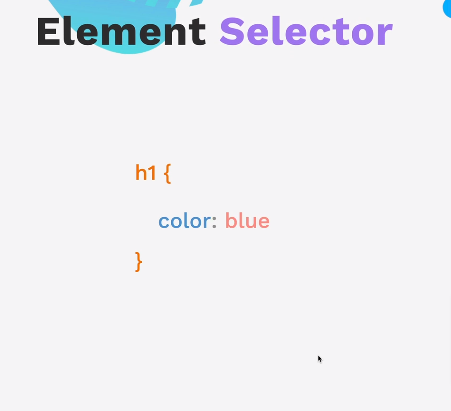 Element Selector
h1 {
color: blue
}